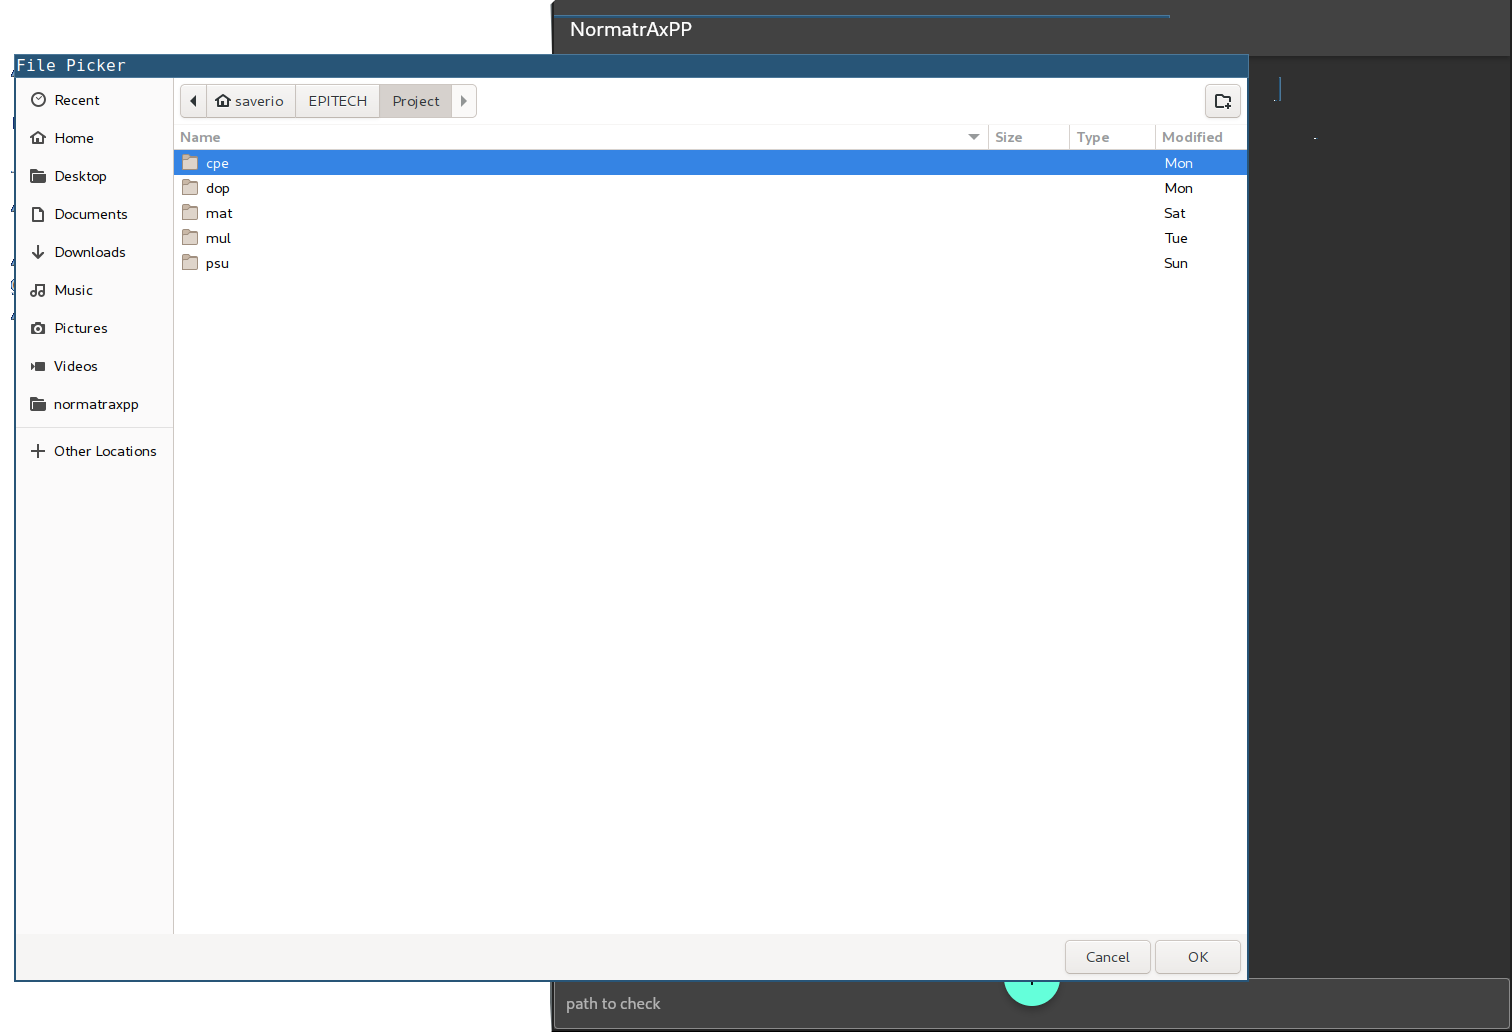 NormatrAxPP
File Picker
Recent
Home
Desktop
Documents
Downloads
Music
Pictures
Videos
normatraxpp
Other Locations
saverio EPITECH Project
Name Size Type Modified
cpe Mon
dop Mon
mat Sat
mul Tue
psu Sun
Cancel OK
path to check